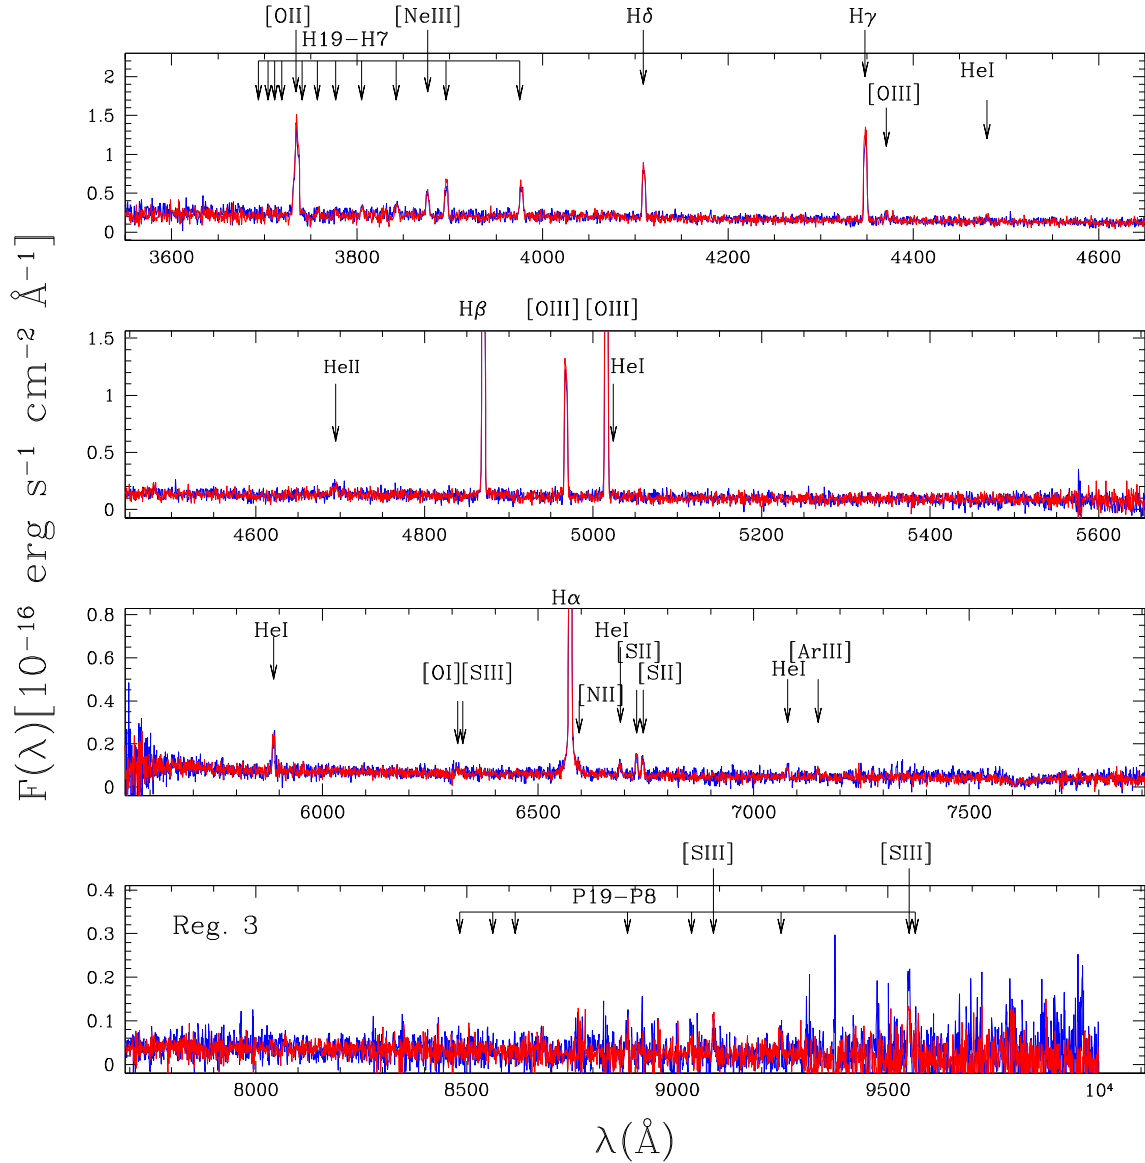 [OII] [NeIII] Hδ Hγ
H19−H7
HeI
[OIII]
2
1.5
1
0.5
0
3600 3800 4000 4200 4400 4600
Hβ [OIII] [OIII]
HeII HeI
1.5
1
0.5
0
4600 4800 5000 5200 5400 5600
Hα
HeI HeI
[SII]
[ArIII]
[OI] [SIII] [SII] HeI
[NII]
0.8
0.6
0.4
0.2
0
6000 6500 7000 7500
[SIII] [SIII]
P19−P8
Reg. 3
0.4
0.3
0.2
0.1
0
8000 8500 9000 9500 10⁴
λ(Å)
F(λ)[10⁻¹⁶ erg s⁻¹ cm⁻² Å⁻¹]